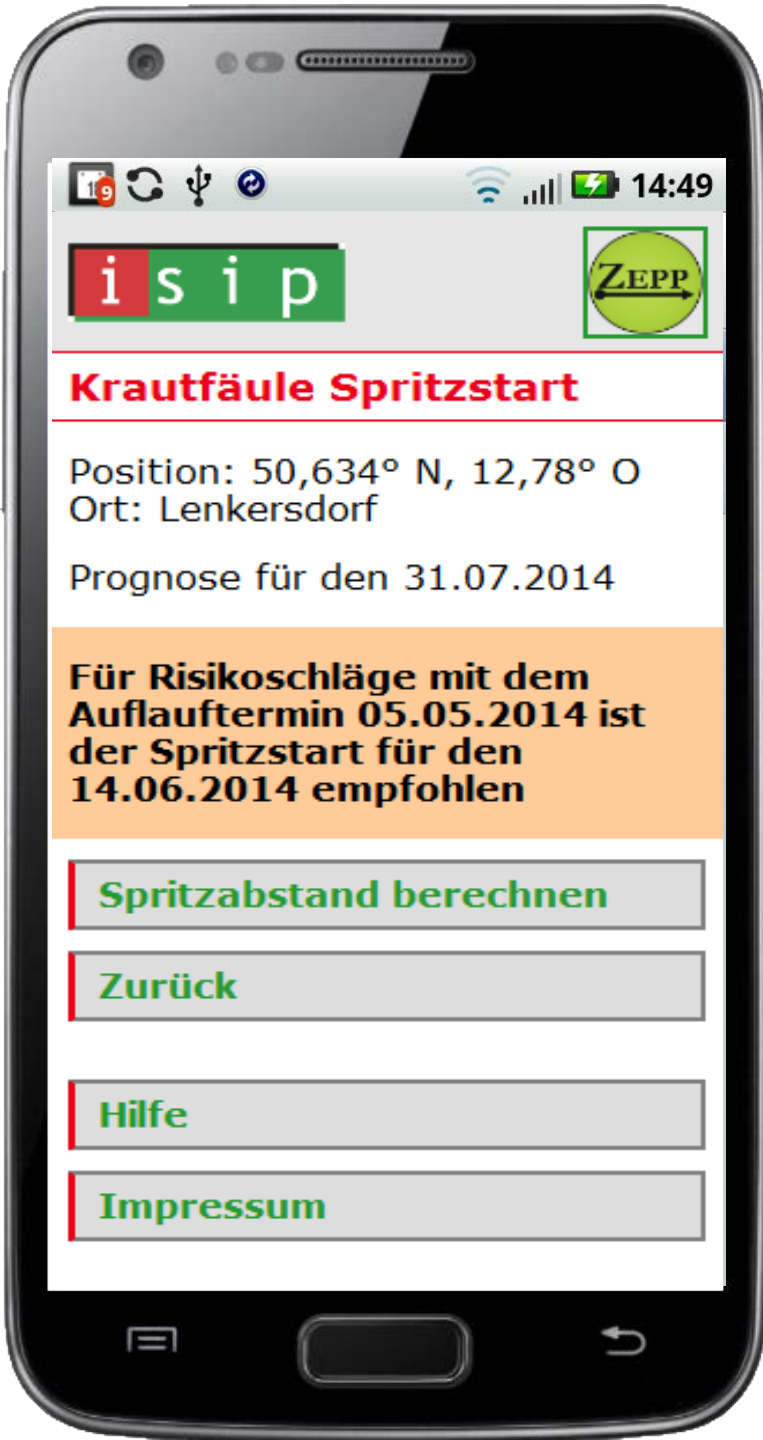 14:49
isip
ZEPP
Krautfäule Spritzstart
Position: 50,634° N, 12,78° O
Ort: Lenkersdorf
Prognose für den 31.07.2014
Für Risikoschläge mit dem
Auflauftermin 05.05.2014 ist
der Spritzstart für den
14.06.2014 empfohlen
Spritzabstand berechnen
Zurück
Hilfe
Impressum